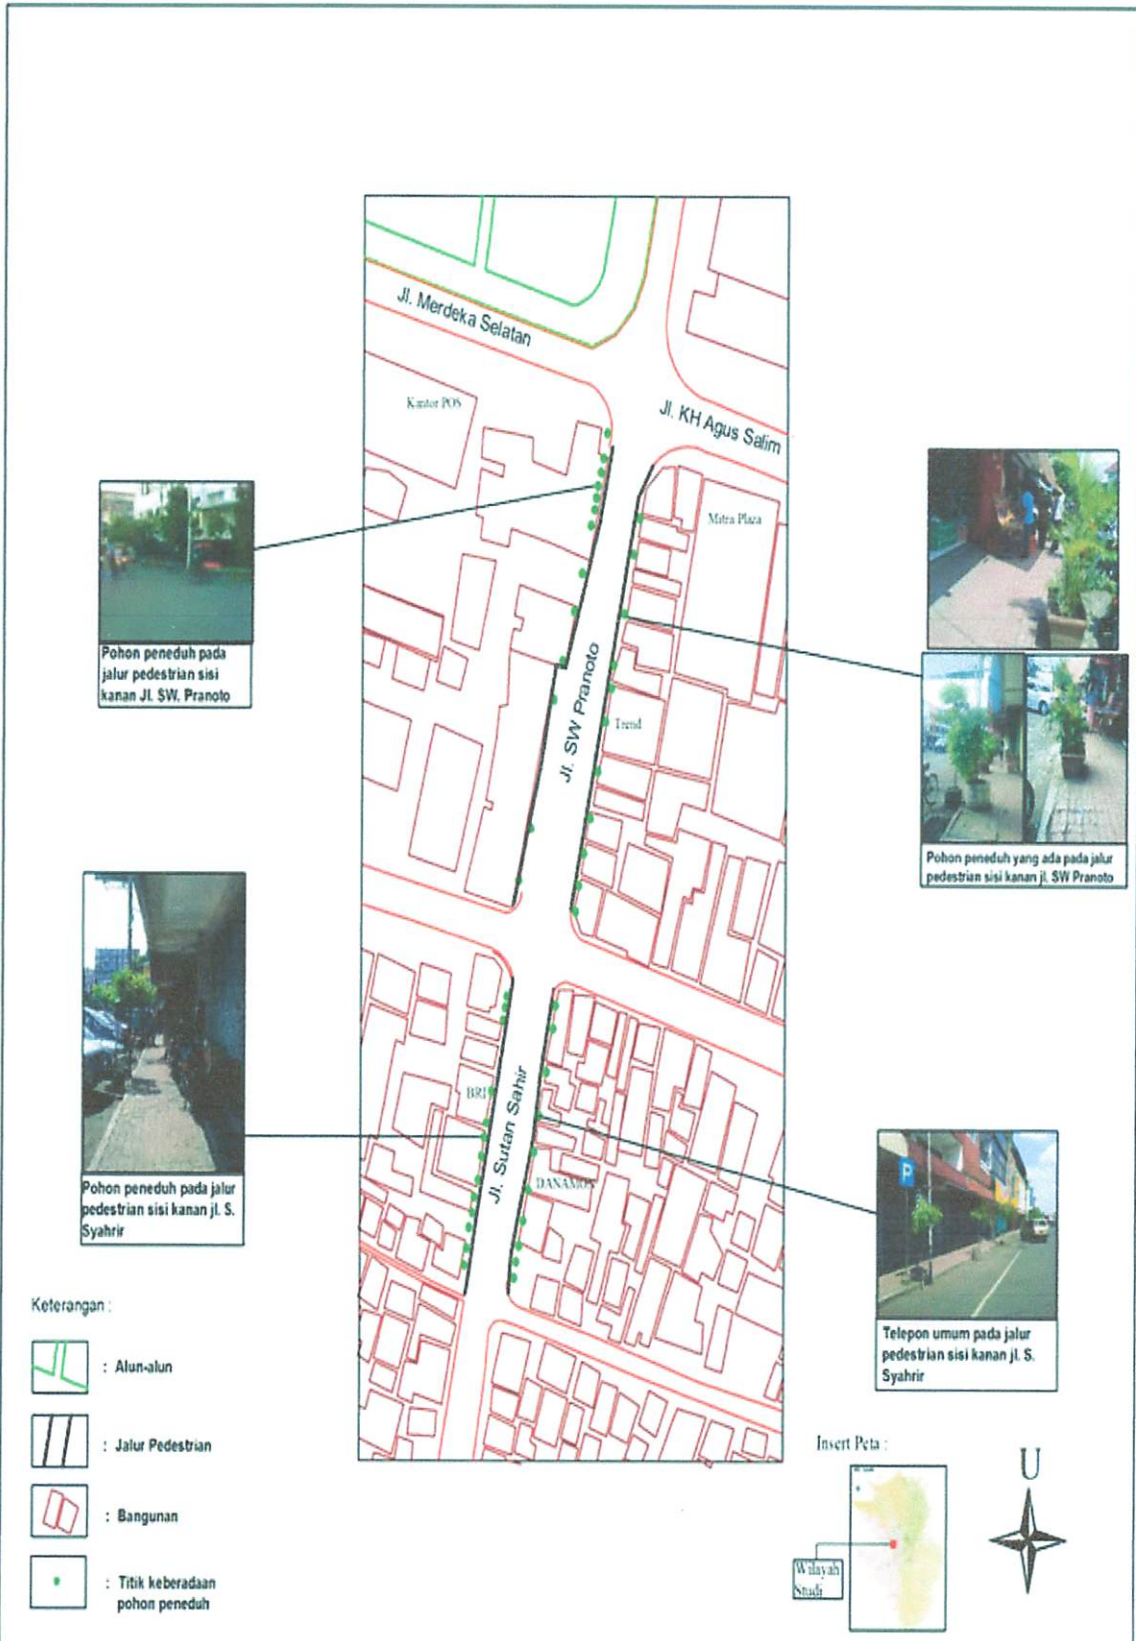 Jl. Merdeka Selatan
Kantor POS
Jl. KH Agus Salim
Mitra Plaza
Pohon peneduh pada
jalur pedestrian sisi
kanan Jl. SW. Pranoto
Jl. SW Pranoto
Trend
Pohon peneduh yang ada pada jalur
pedestrian sisi kanan jl. SW Pranoto
BRI
Jl. Sutan Sahir
DANAMON
Pohon peneduh pada jalur
pedestrian sisi kanan jl. S.
Syahrir
P
Telepon umum pada jalur
pedestrian sisi kanan jl. S.
Syahrir
Keterangan :
: Alun-alun
: Jalur Pedestrian
: Bangunan
: Titik keberadaan
pohon peneduh
Insert Peta :
Wilayah
Studi
U